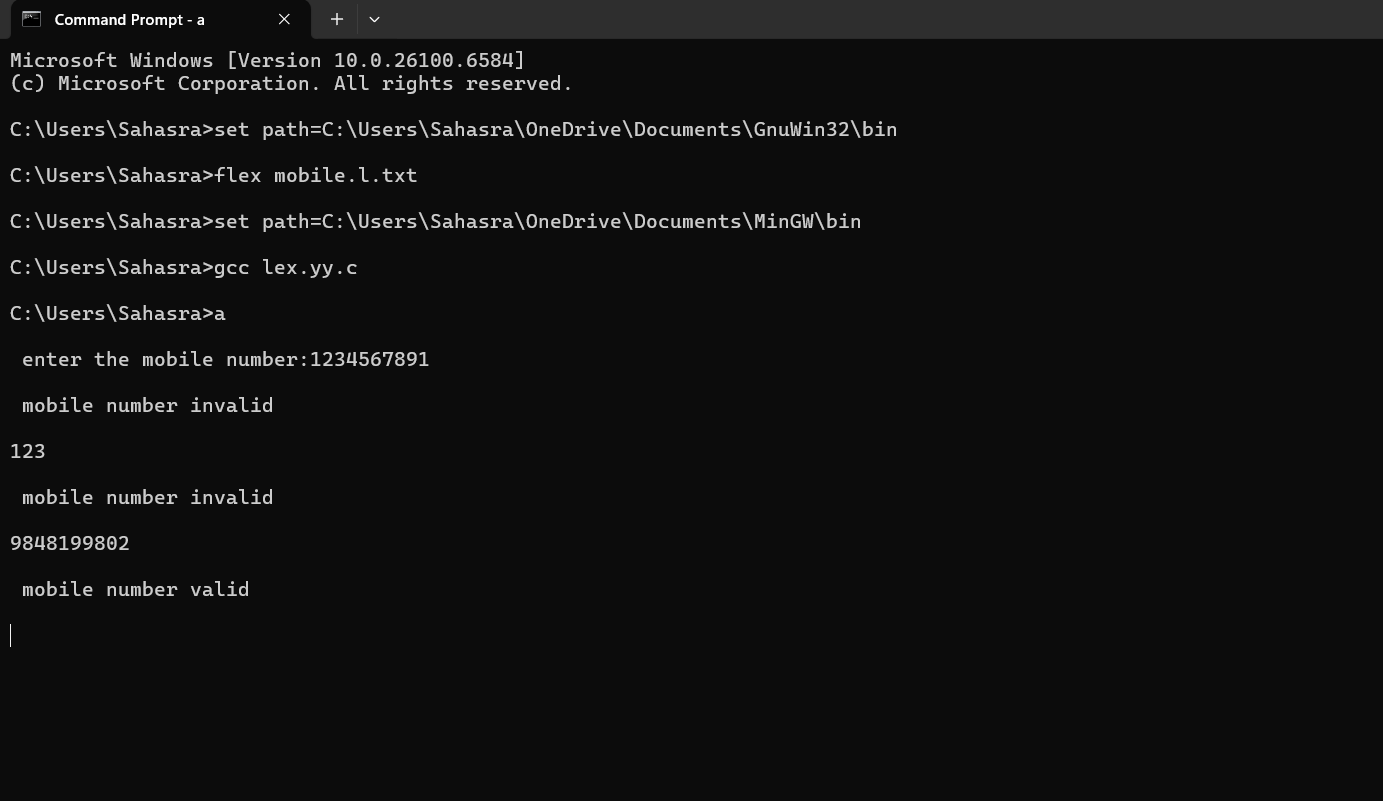 Command Prompt - a
Microsoft Windows [Version 10.0.26100.6584]
(c) Microsoft Corporation. All rights reserved.
C:\Users\Sahasra>set path=C:\Users\Sahasra\OneDrive\Documents\GnuWin32\bin
C:\Users\Sahasra>flex mobile.l.txt
C:\Users\Sahasra>set path=C:\Users\Sahasra\OneDrive\Documents\MinGW\bin
C:\Users\Sahasra>gcc lex.yy.c
C:\Users\Sahasra>a
enter the mobile number:1234567891
mobile number invalid
123
mobile number invalid
9848199802
mobile number valid